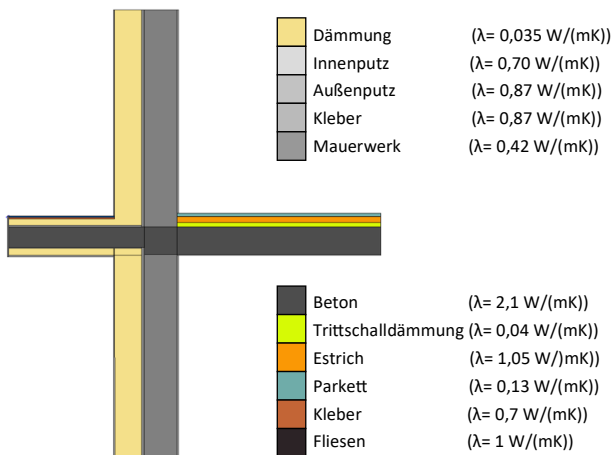 Dämmung (λ= 0,035 W/(mK))
Innenputz (λ= 0,70 W/(mK))
Außenputz (λ= 0,87 W/(mK))
Kleber (λ= 0,87 W/(mK))
Mauerwerk (λ= 0,42 W/(mK))
Beton (λ= 2,1 W/(mK))
Trittschalldämmung (λ= 0,04 W/(mK))
Estrich (λ= 1,05 W/)mK))
Parkett (λ= 0,13 W/(mK))
Kleber (λ= 0,7 W/(mK))
Fliesen (λ= 1 W/(mK))